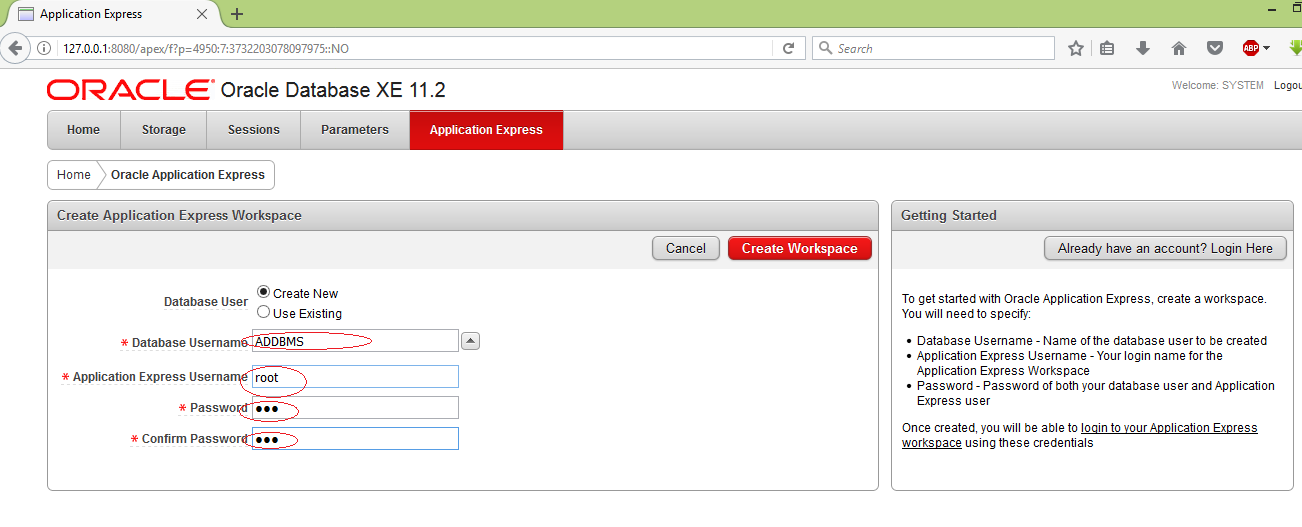 Application Express
127.0.0.1:8080/apex/f?p=4950:7:3732203078097975::NO
Search
ABP
ORACLE Oracle Database XE 11.2
Welcome: SYSTEM Logou
Home Storage Sessions Parameters Application Express
Home Oracle Application Express
Create Application Express Workspace
Cancel Create Workspace
Database User
Create New
Use Existing
* Database Username ADDBMS
* Application Express Username root
* Password ●●●
* Confirm Password ●●●
Getting Started
Already have an account? Login Here
To get started with Oracle Application Express, create a workspace.
You will need to specify:
• Database Username - Name of the database user to be created
• Application Express Username - Your login name for the
Application Express Workspace
• Password - Password of both your database user and Application
Express user
Once created, you will be able to login to your Application Express
workspace using these credentials